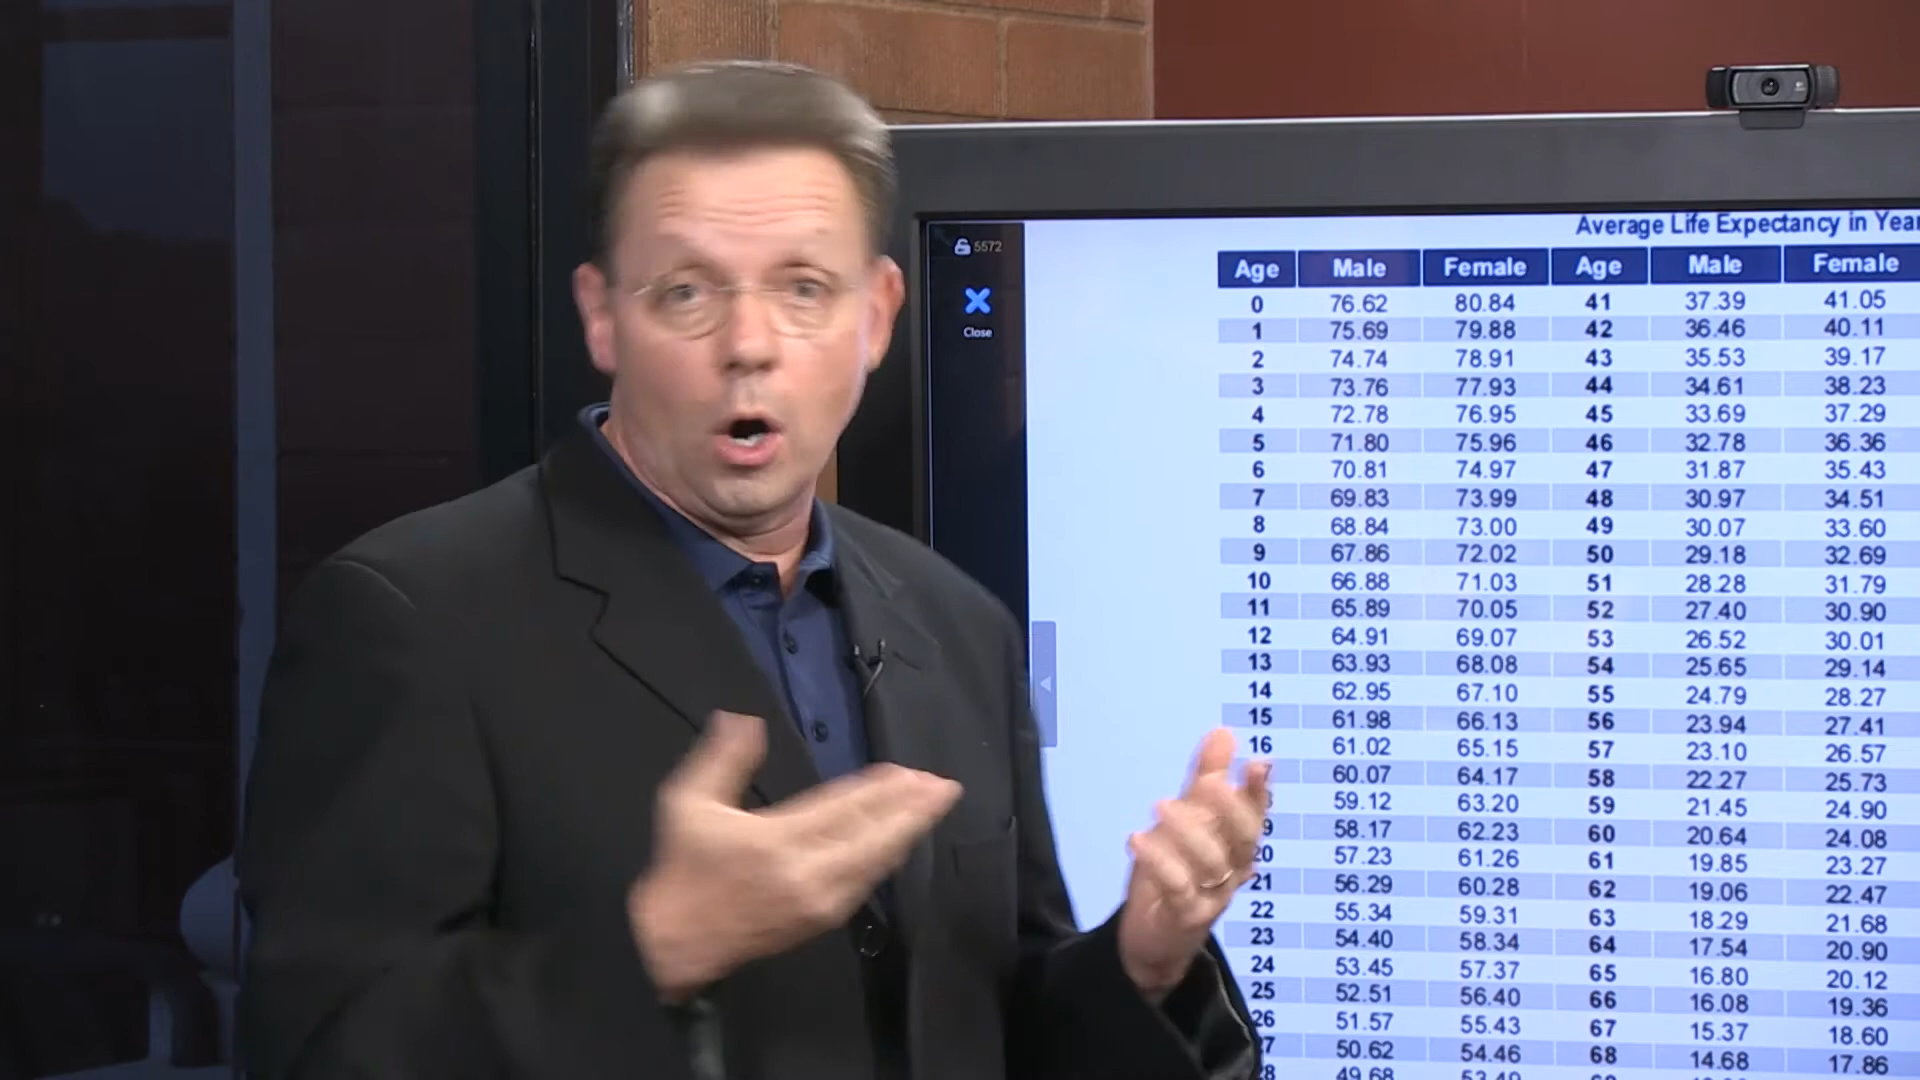 Average Life Expectancy in Year
5572
Close
Age Male Female Age Male Female
0 76.62 80.84 41 37.39 41.05
1 75.69 79.88 42 36.46 40.11
2 74.74 78.91 43 35.53 39.17
3 73.76 77.93 44 34.61 38.23
4 72.78 76.95 45 33.69 37.29
5 71.80 75.96 46 32.78 36.36
6 70.81 74.97 47 31.87 35.43
7 69.83 73.99 48 30.97 34.51
8 68.84 73.00 49 30.07 33.60
9 67.86 72.02 50 29.18 32.69
10 66.88 71.03 51 28.28 31.79
11 65.89 70.05 52 27.40 30.90
12 64.91 69.07 53 26.52 30.01
13 63.93 68.08 54 25.65 29.14
14 62.95 67.10 55 24.79 28.27
15 61.98 66.13 56 23.94 27.41
16 61.02 65.15 57 23.10 26.57
7 60.07 64.17 58 22.27 25.73
59.12 63.20 59 21.45 24.90
9 58.17 62.23 60 20.64 24.08
20 57.23 61.26 61 19.85 23.27
21 56.29 60.28 62 19.06 22.47
22 55.34 59.31 63 18.29 21.68
23 54.40 58.34 64 17.54 20.90
24 53.45 57.37 65 16.80 20.12
25 52.51 56.40 66 16.08 19.36
26 51.57 55.43 67 15.37 18.60
7 50.62 54.46 68 14.68 17.86
8 49.68 53.49